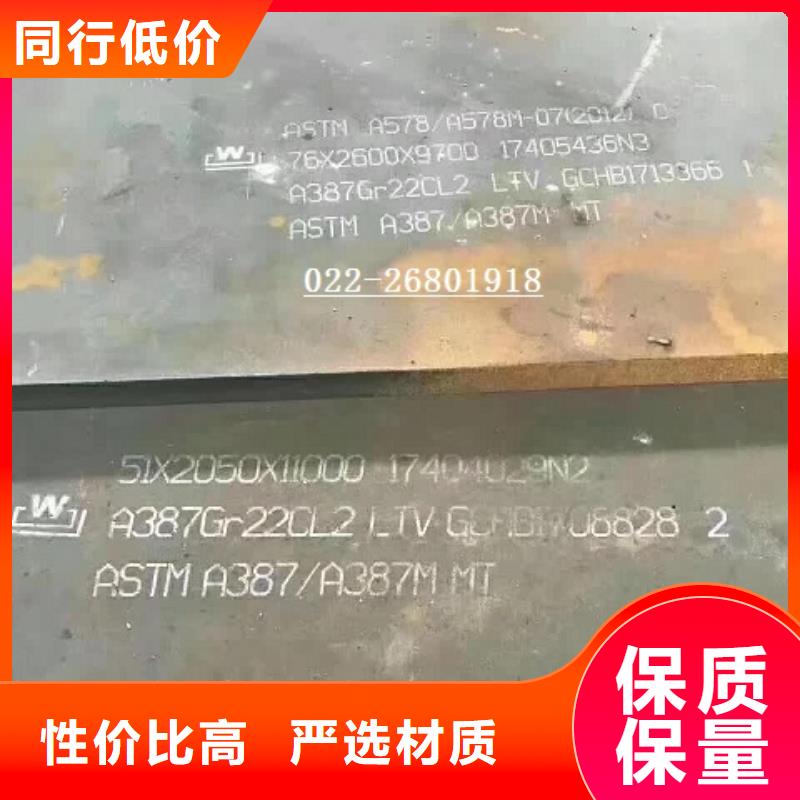 同行低价
ASTM A578/A578M-07(2012) C
76X2600X9700 17405436N3
W
A387Gr22CL2 LTV GCHB1713366 1
ASTM A387/A387M MT
022-26801918
51X2050X11000 17404029N2
W
A387Gr22CL2 LTV 2
ASTM A387/A387M MT
保质
保量
性价比高 严选材质